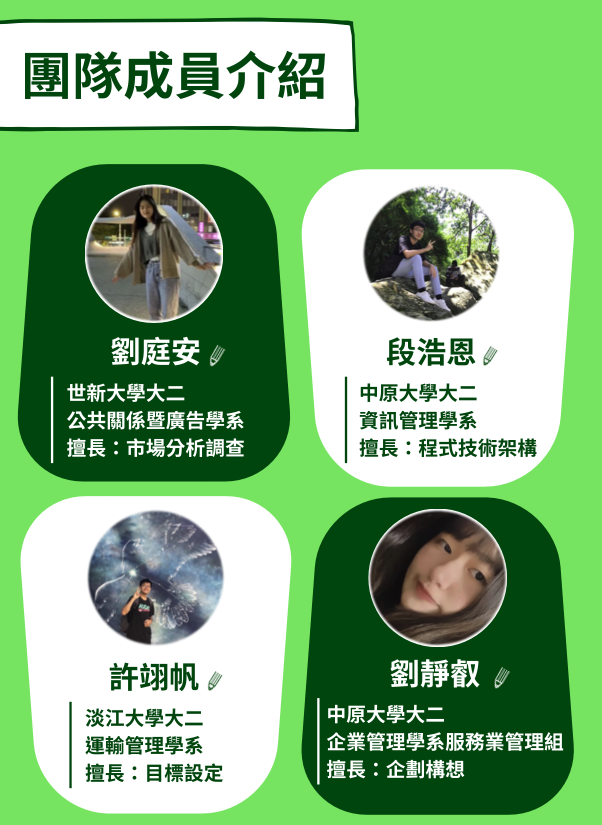 團隊成員介紹
劉庭安
世新大學大二
公共關係暨廣告學系
擅長：市場分析調查
段浩恩
中原大學大二
資訊管理學系
擅長：程式技術架構
許翊帆
淡江大學大二
運輸管理學系
擅長：目標設定
劉靜叡
中原大學大二
企業管理學系服務業管理組
擅長：企劃構想